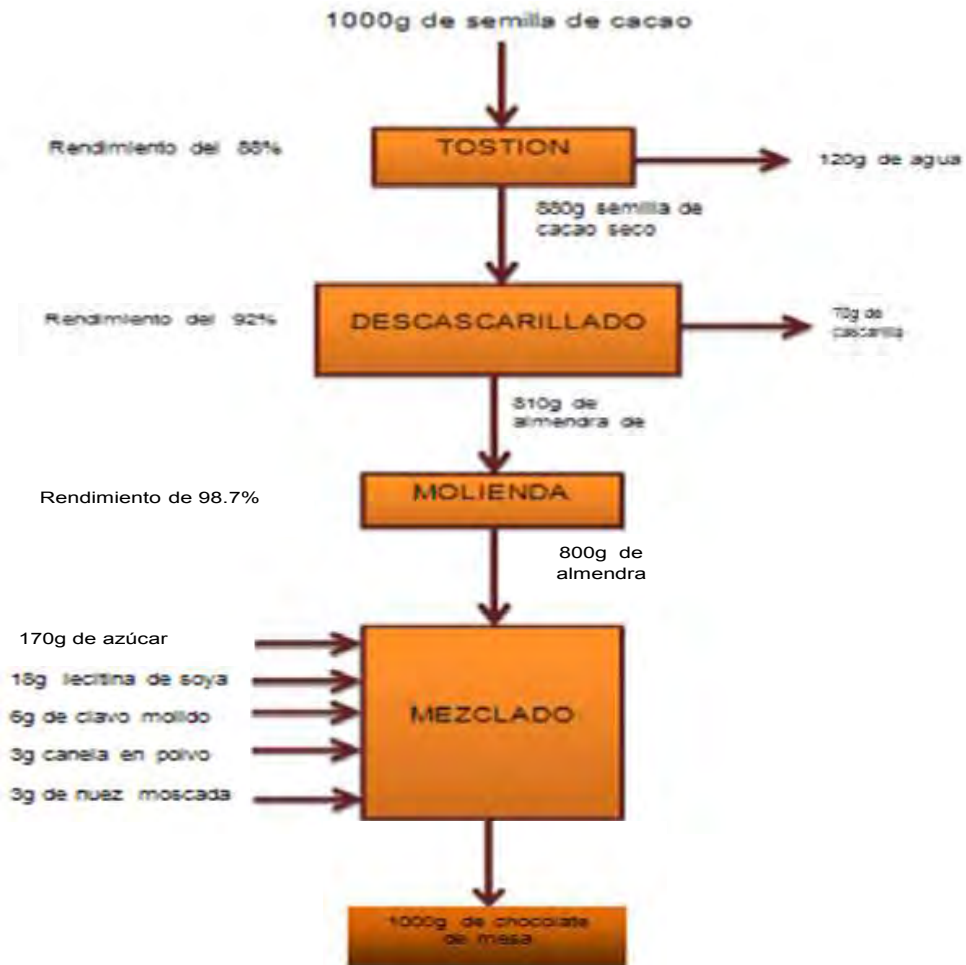 1000g de semilla de cacao
Rendimiento del 88%
TOSTION
120g de agua
880g semilla de
cacao seco
Rendimiento del 92%
DESCASCARILLADO
70g de
cascarilla
810g de
almendra de
Rendimiento de 98.7%
MOLIENDA
800g de
almendra
170g de azúcar
18g lecitina de soya
6g de clavo molido
3g canela en polvo
3g de nuez moscada
MEZCLADO
1000g de chocolate
de mesa